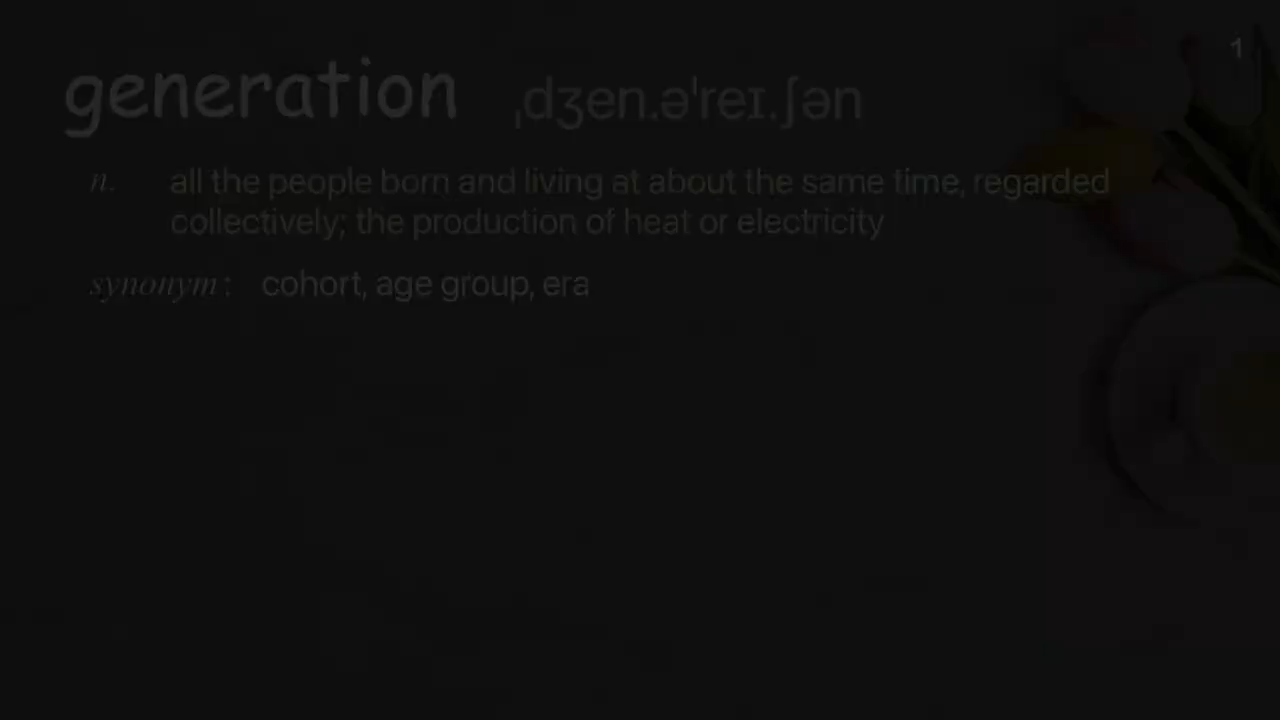 1
generation ˌdʒen.əˈreɪ.ʃən
n. all the people born and living at about the same time, regarded
collectively; the production of heat or electricity
synonym: cohort, age group, era